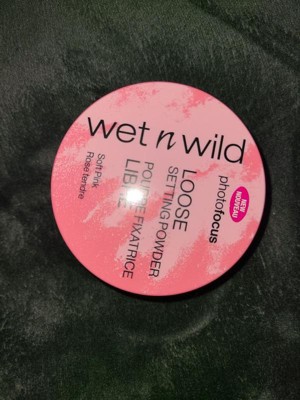 wet n wild
NEW
NOUVEAU
photofocus
LOOSE
SETTING POWDER
POUDRE FIXATRICE
LIBRE
Soft Pink
Rose tendre